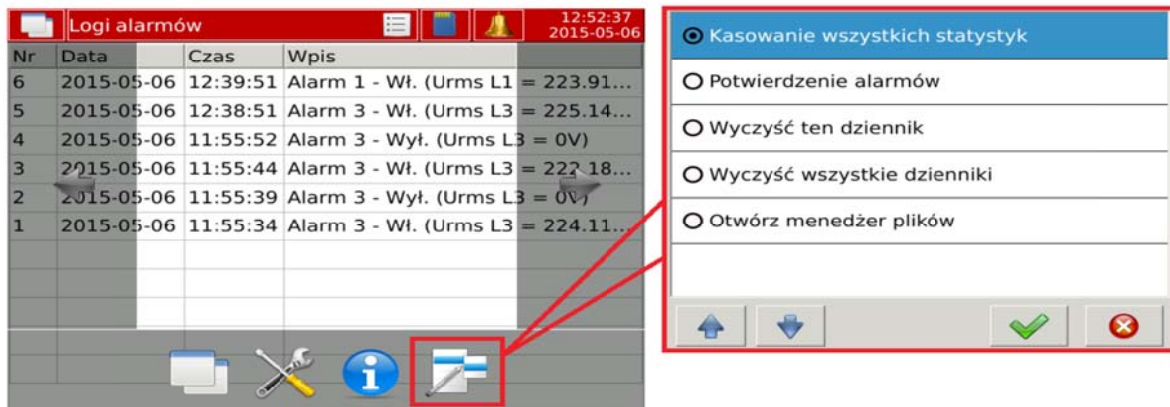 Logi alarmów
12:52:37
2015-05-06
Nr Data Czas Wpis
6 2015-05-06 12:39:51 Alarm 1 - Wł. (Urms L1 = 223.91...
5 2015-05-06 12:38:51 Alarm 3 - Wł. (Urms L3 = 225.14...
4 2015-05-06 11:55:52 Alarm 3 - Wył. (Urms L3 = 0V)
3 2015-05-06 11:55:44 Alarm 3 - Wł. (Urms L3 = 222.18...
2 2015-05-06 11:55:39 Alarm 3 - Wył. (Urms L3 = 0V)
1 2015-05-06 11:55:34 Alarm 3 - Wł. (Urms L3 = 224.11...
Kasowanie wszystkich statystyk
Potwierdzenie alarmów
Wyczyść ten dziennik
Wyczyść wszystkie dzienniki
Otwórz menedżer plików